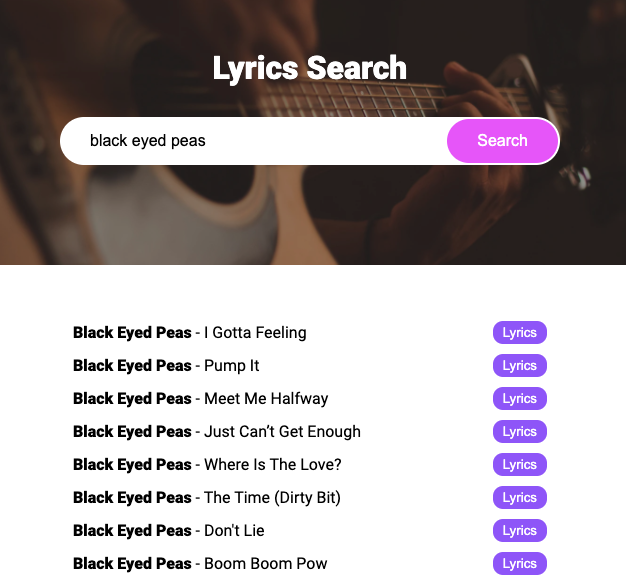 Lyrics Search
black eyed peas Search
Black Eyed Peas - I Gotta Feeling Lyrics
Black Eyed Peas - Pump It Lyrics
Black Eyed Peas - Meet Me Halfway Lyrics
Black Eyed Peas - Just Can’t Get Enough Lyrics
Black Eyed Peas - Where Is The Love? Lyrics
Black Eyed Peas - The Time (Dirty Bit) Lyrics
Black Eyed Peas - Don't Lie Lyrics
Black Eyed Peas - Boom Boom Pow Lyrics